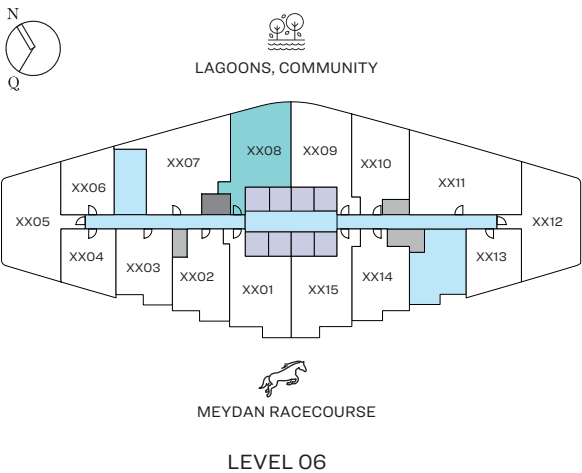 N
Q
LAGOONS, COMMUNITY
XX08
XX09
XX07
XX10
XX06
XX11
XX05
XX12
XX04
XX03
XX02
XX01
XX15
XX14
XX13
MEYDAN RACECOURSE
LEVEL 06